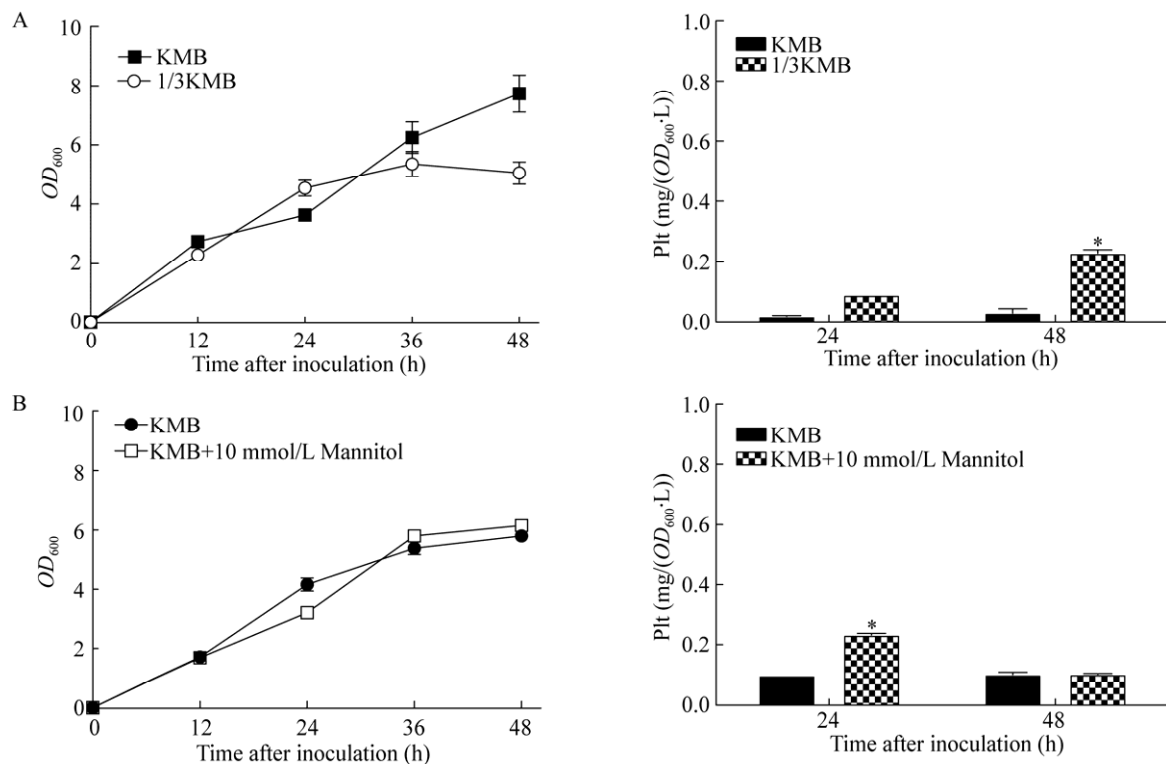 A
10
8
6
4
2
0
OD600
KMB
1/3KMB
0 12 24 36 48
Time after inoculation (h)
1.0
0.8
0.6
0.4
0.2
0.0
Plt (mg/(OD600·L))
KMB
1/3KMB
*
24 48
Time after inoculation (h)
B
10
8
6
4
2
0
OD600
KMB
KMB+10 mmol/L Mannitol
0 12 24 36 48
Time after inoculation (h)
1.0
0.8
0.6
0.4
0.2
0.0
Plt (mg/(OD600·L))
KMB
KMB+10 mmol/L Mannitol
*
24 48
Time after inoculation (h)